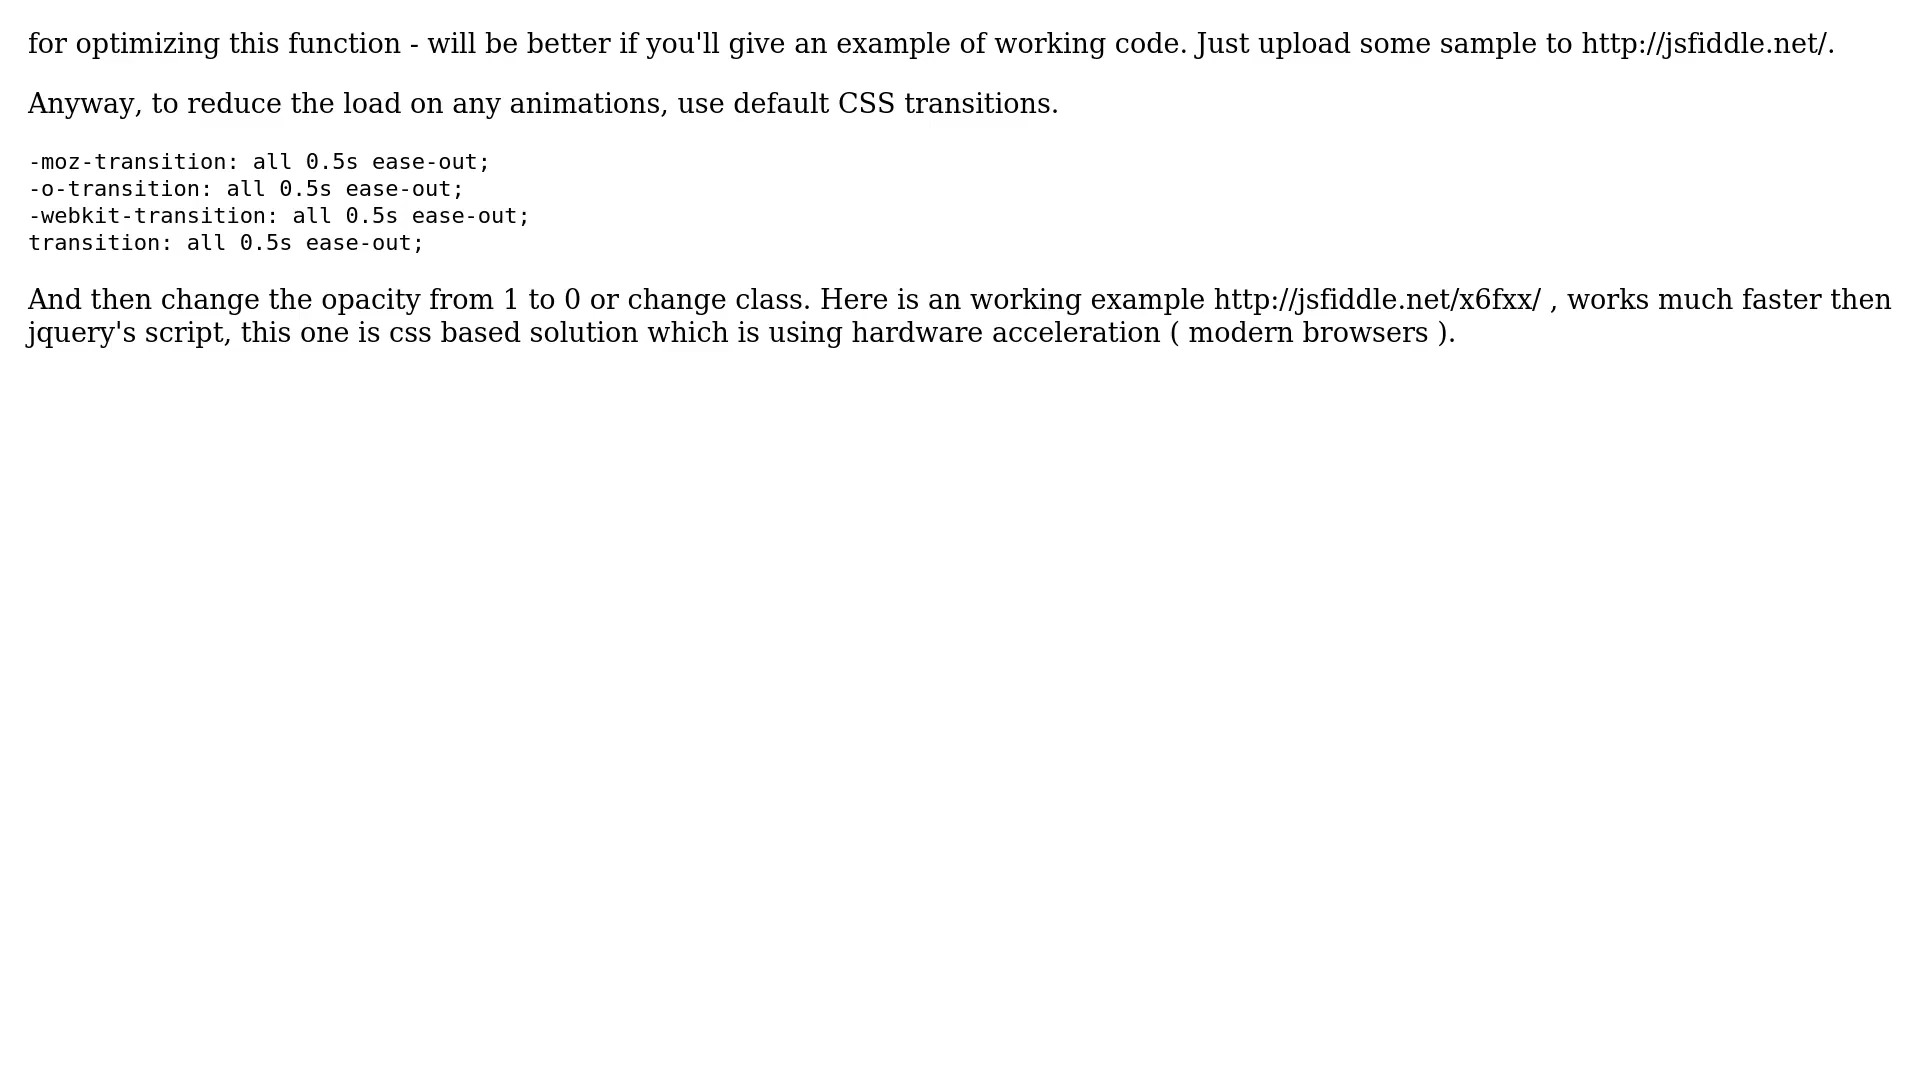 for optimizing this function - will be better if you'll give an example of working code. Just upload some sample to http://jsfiddle.net/.
Anyway, to reduce the load on any animations, use default CSS transitions.
-moz-transition: all 0.5s ease-out;
-o-transition: all 0.5s ease-out;
-webkit-transition: all 0.5s ease-out;
transition: all 0.5s ease-out;
And then change the opacity from 1 to 0 or change class. Here is an working example http://jsfiddle.net/x6fxx/ , works much faster then
jquery's script, this one is css based solution which is using hardware acceleration ( modern browsers ).